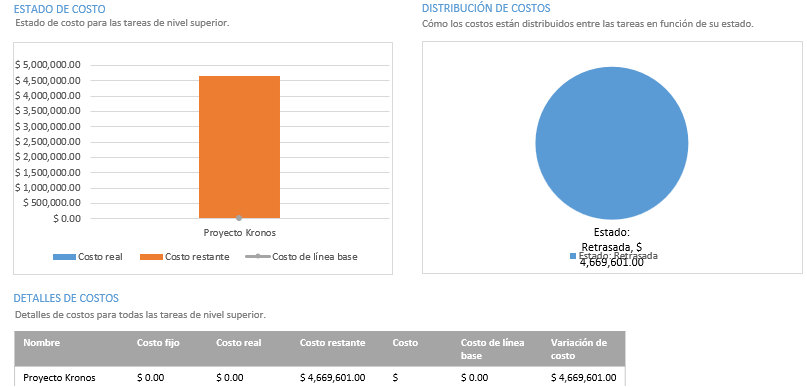 ESTADO DE COSTO
Estado de costo para las tareas de nivel superior.
$ 5,000,000.00
$ 4,500,000.00
$ 4,000,000.00
$ 3,500,000.00
$ 3,000,000.00
$ 2,500,000.00
$ 2,000,000.00
$ 1,500,000.00
$ 1,000,000.00
$ 500,000.00
$ 0.00
Proyecto Kronos
Costo real Costo restante Costo de línea base
DISTRIBUCIÓN DE COSTOS
Cómo los costos están distribuidos entre las tareas en función de su estado.
Estado:
Retrasada, $
4,669,601.00
Estado: Retrasada
DETALLES DE COSTOS
Detalles de costos para todas las tareas de nivel superior.
Nombre Costo fijo Costo real Costo restante Costo Costo de línea base Variación de costo
Proyecto Kronos $ 0.00 $ 0.00 $ 4,669,601.00 $ $ 0.00 $ 4,669,601.00